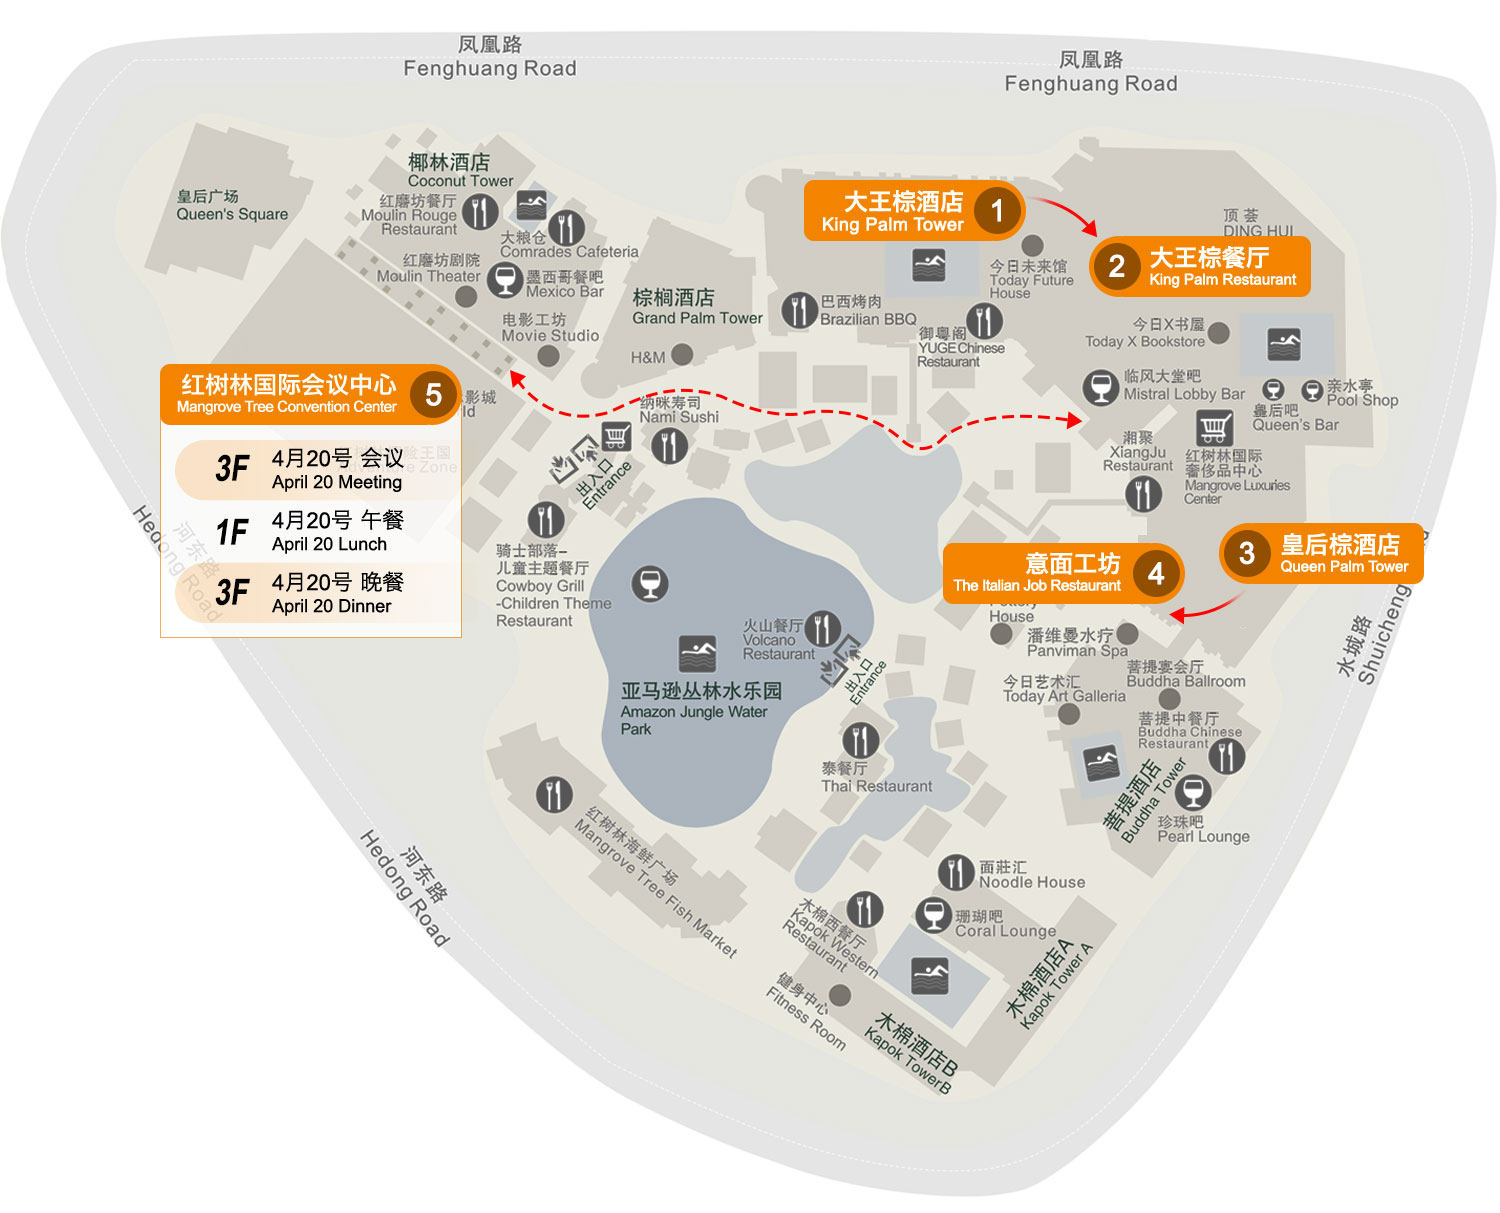 凤凰路
Fenghuang Road
凤凰路
Fenghuang Road
皇后广场
Queen's Square
椰林酒店
Coconut Tower
红磨坊餐厅
Moulin Rouge
Restaurant
大粮仓
Comrades Cafeteria
红磨坊剧院
Moulin Theater
墨西哥餐吧
Mexico Bar
电影工坊
Movie Studio
棕榈酒店
Grand Palm Tower
H&M
大王棕酒店
King Palm Tower
1
顶荟
DING HUI
2
大王棕餐厅
King Palm Restaurant
今日未来馆
Today Future
House
巴西烤肉
Brazilian BBQ
御粤阁
YUGE Chinese
Restaurant
今日X书屋
Today X Bookstore
临风大堂吧
Mistral Lobby Bar
亲水亭
Pool Shop
皇后吧
Queen's Bar
湘聚
XiangJu
Restaurant
红树林国际
奢侈品中心
Mangrove Luxuries
Center
红树林国际会议中心
Mangrove Tree Convention Center
5
影城
ld
3F
4月20号 会议
April 20 Meeting
1F
4月20号 午餐
April 20 Lunch
3F
4月20号 晚餐
April 20 Dinner
险王国
Zone
河东路
Hedong Road
纳咪寿司
Nami Sushi
出入口
Entrance
骑士部落–
儿童主题餐厅
Cowboy Grill
-Children Theme
Restaurant
意面工坊
The Italian Job Restaurant
4
3
皇后棕酒店
Queen Palm Tower
水城路
Shuicheng
Pottery
House
潘维曼水疗
Panviman Spa
火山餐厅
Volcano
Restaurant
出入口
Entrance
亚马逊丛林水乐园
Amazon Jungle Water
Park
今日艺术汇
Today Art Galleria
菩提宴会厅
Buddha Ballroom
菩提中餐厅
Buddha Chinese
Restaurant
菩提酒店
Buddha Tower
珍珠吧
Pearl Lounge
泰餐厅
Thai Restaurant
红树林海鲜广场
Mangrove Tree Fish Market
河东路
Hedong Road
面莊汇
Noodle House
珊瑚吧
Coral Lounge
木棉西餐厅
Kapok Western
Restaurant
健身中心
Fitness Room
木棉酒店A
Kapok Tower A
木棉酒店B
Kapok TowerB